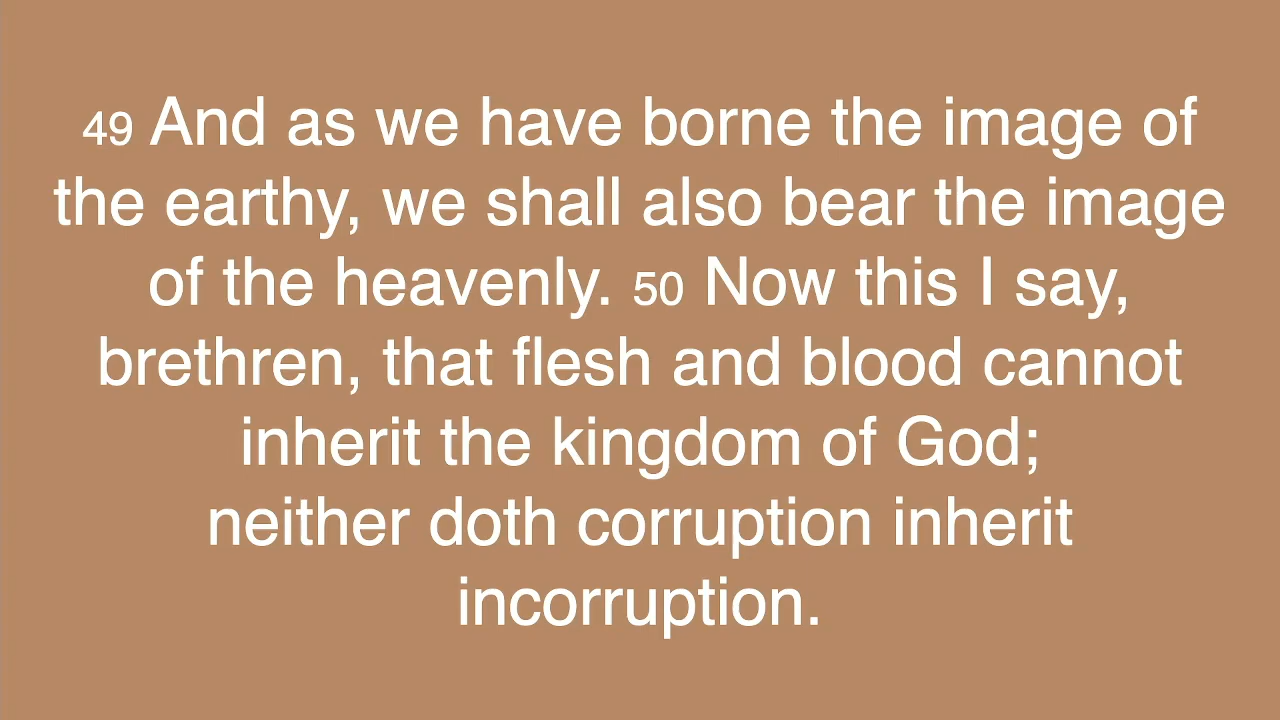 49 And as we have borne the image of
the earthy, we shall also bear the image
of the heavenly. 50 Now this I say,
brethren, that flesh and blood cannot
inherit the kingdom of God;
neither doth corruption inherit
incorruption.